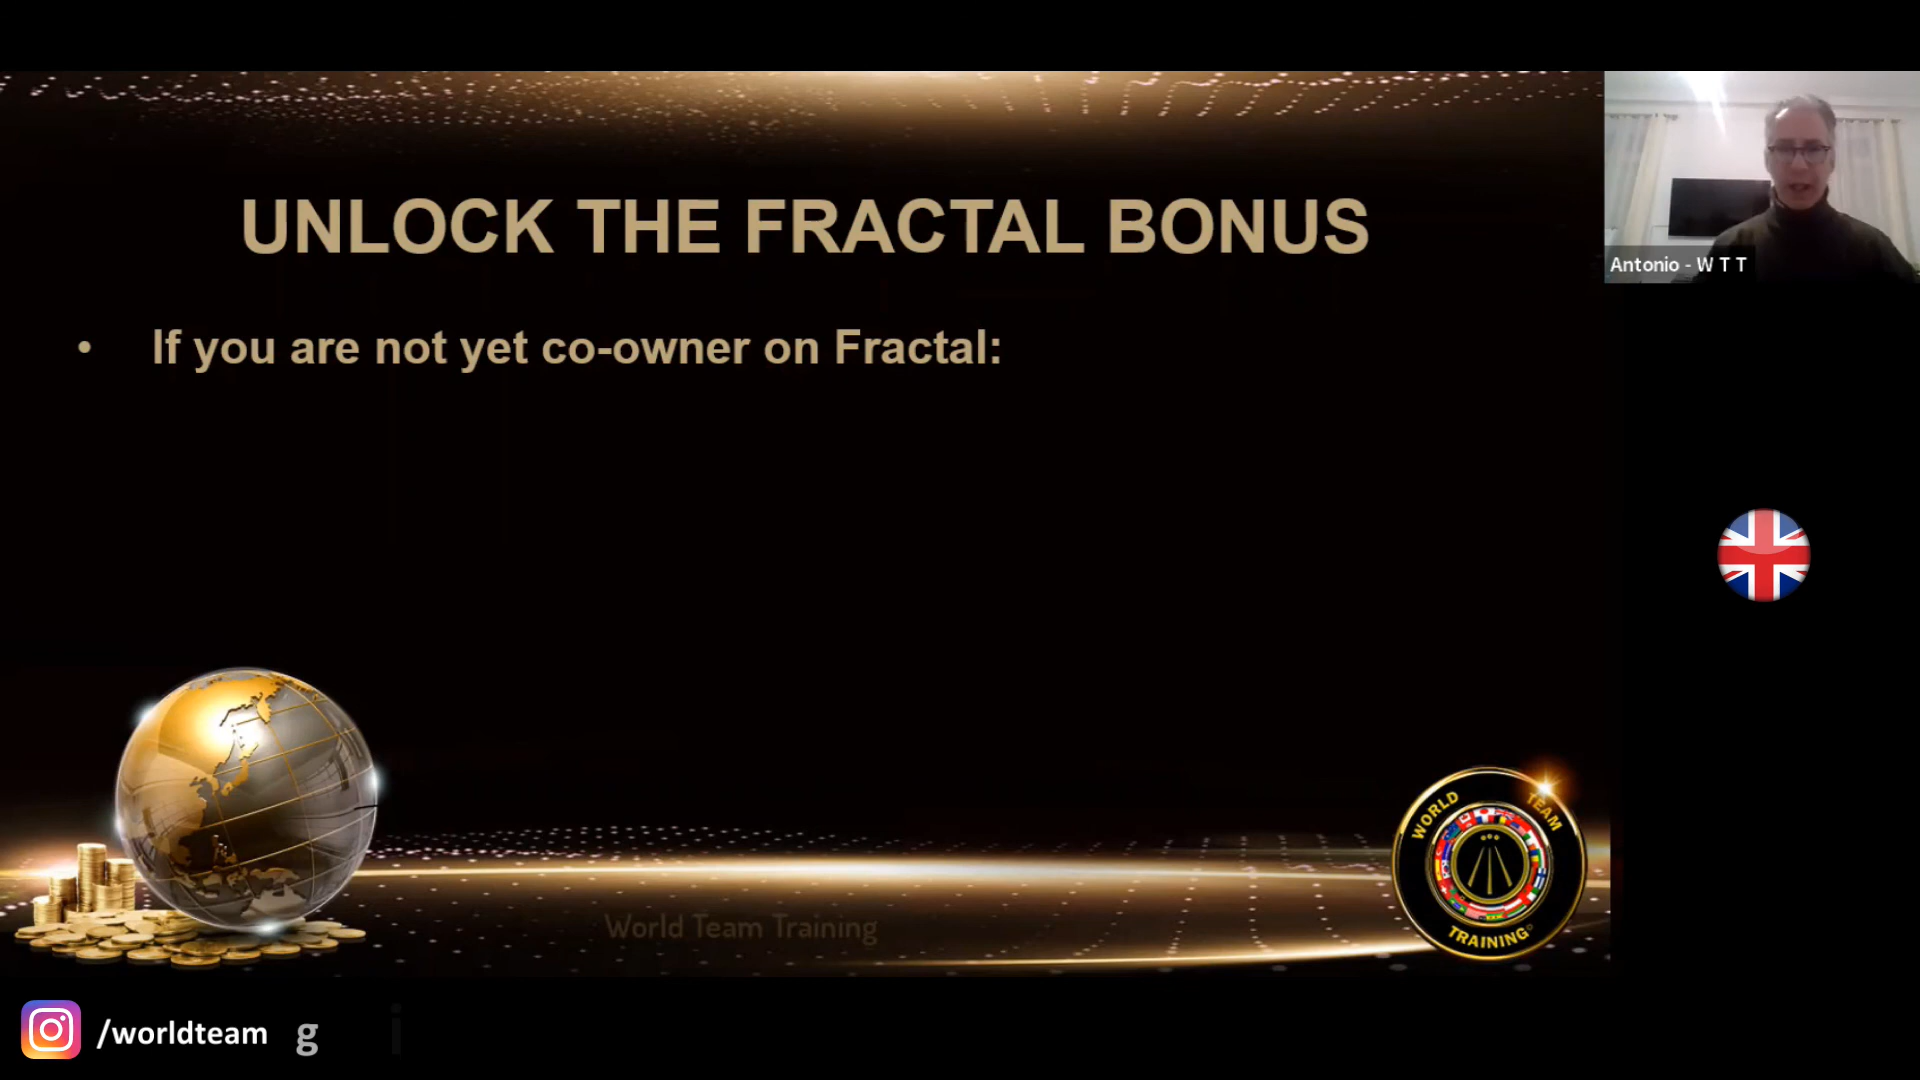 UNLOCK THE FRACTAL BONUS
Antonio - W T T
• If you are not yet co-owner on Fractal:
WORLD TEAM
TRAINING
World Team Training
/worldteam g i